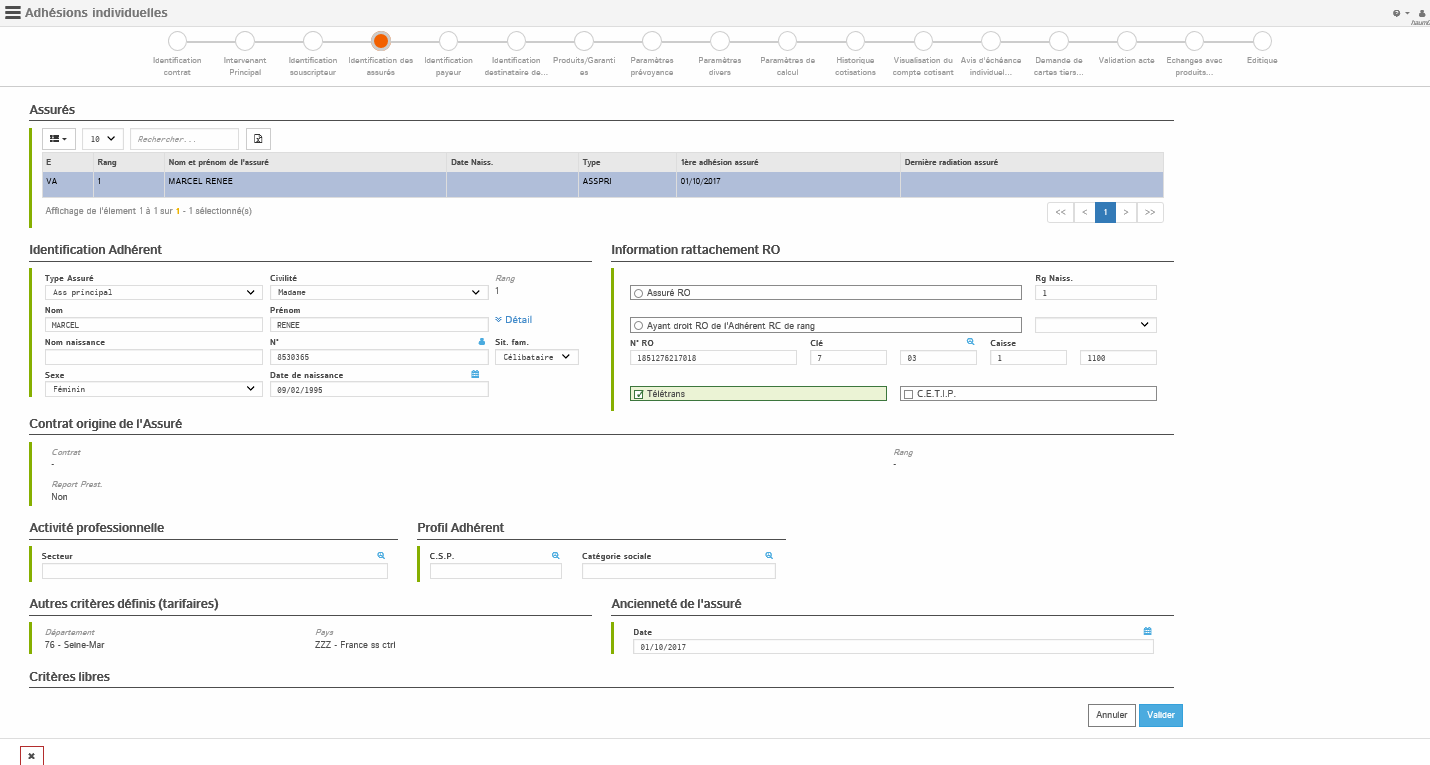 Adhésions individuelles
haumo
Identification contrat
Intervenant Principal
Identification souscripteur
Identification des assurés
Identification payeur
Identification destinataire de...
Produits/Garanties
Paramètres prévoyance
Paramètres divers
Paramètres de calcul
Historique cotisations
Visualisation du compte cotisant
Avis d'échéance individuel...
Demande de cartes tiers...
Validation acte
Echanges avec produits...
Editique
Assurés
10 Rechercher...
E Rang Nom et prénom de l'assuré Date Naiss. Type 1ère adhésion assuré Dernière radiation assuré
VA 1 MARCEL RENEE ASSPRI 01/10/2017
Affichage de l'élement 1 à 1 sur 1 - 1 sélectionné(s) << < 1 > >>
Identification Adhérent
Type Assuré Civilité Rang
Ass principal Madame 1
Nom Prénom
MARCEL RENEE Détail
Nom naissance N° Sit. fam.
8530365 Célibataire
Sexe Date de naissance
Féminin 09/02/1995
Information rattachement RO
Rg Naiss.
Assuré RO 1
Ayant droit RO de l'Adhérent RC de rang
N° RO Clé Caisse
1851276217018 7 03 1 1100
Télétrans C.E.T.I.P.
Contrat origine de l'Assuré
Contrat Rang
- -
Report Prest.
Non
Activité professionnelle
Secteur
Profil Adhérent
C.S.P. Catégorie sociale
Autres critères définis (tarifaires)
Département Pays
76 - Seine-Mar ZZZ - France ss ctrl
Ancienneté de l'assuré
Date
01/10/2017
Critères libres
Annuler Valider